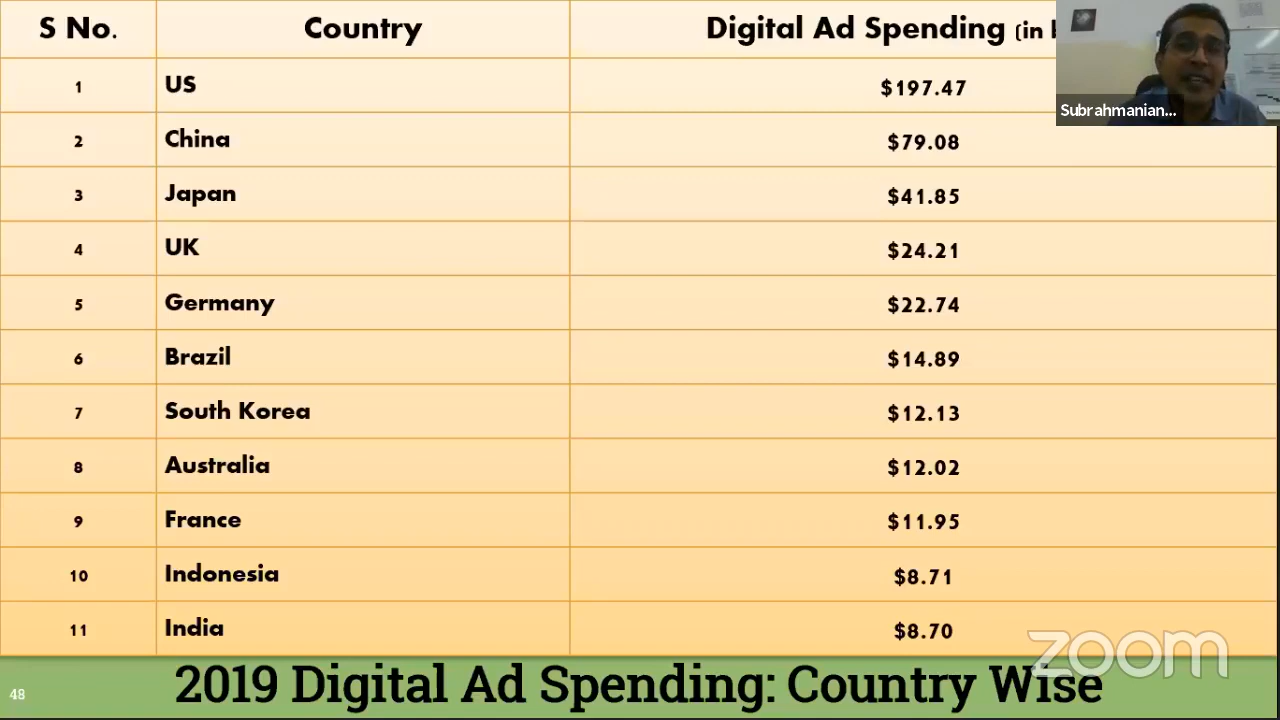 S No. Country Digital Ad Spending (in
1 US $197.47
2 China $79.08
3 Japan $41.85
4 UK $24.21
5 Germany $22.74
6 Brazil $14.89
7 South Korea $12.13
8 Australia $12.02
9 France $11.95
10 Indonesia $8.71
11 India $8.70
2019 Digital Ad Spending: Country Wise
48
Subrahmanian...
zoom